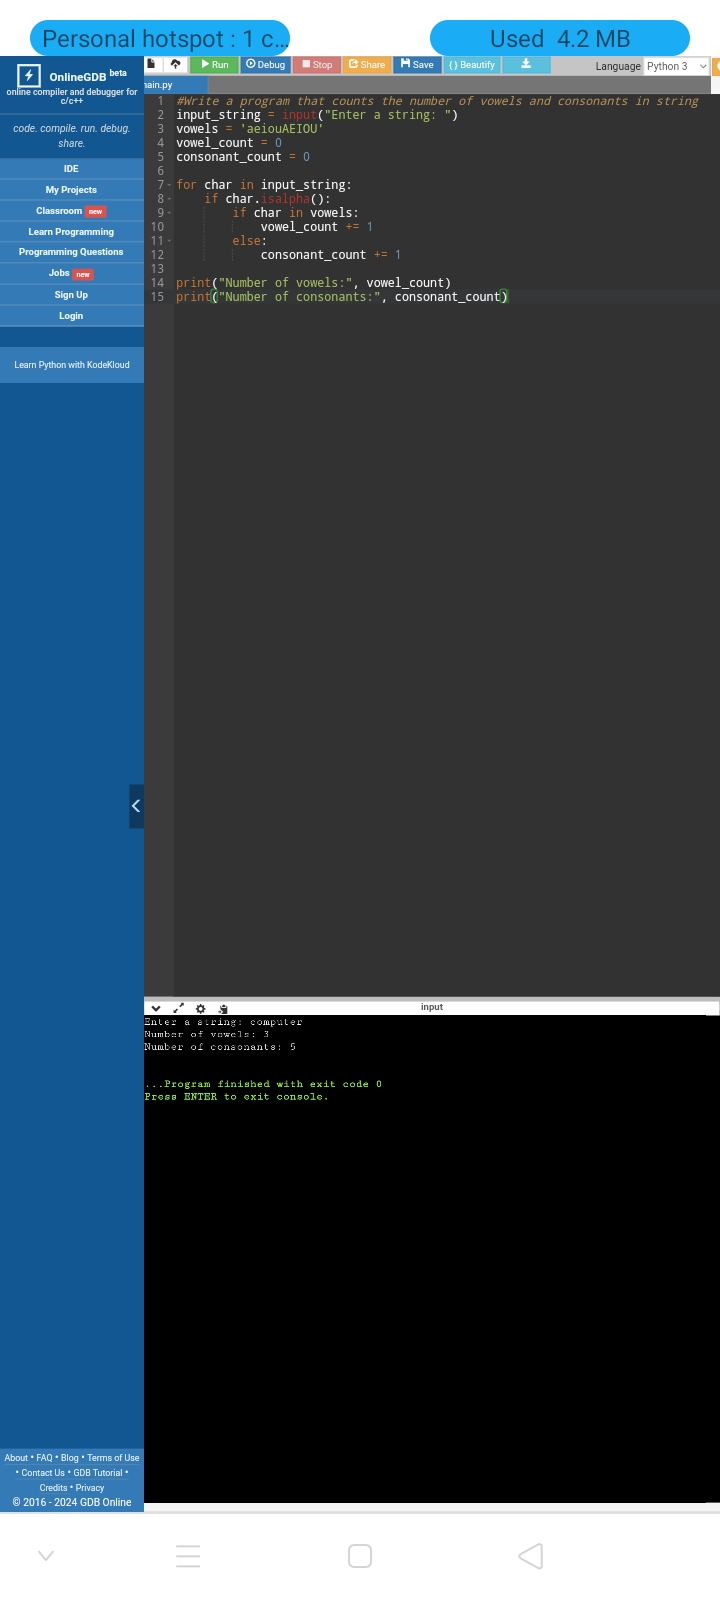 Personal hotspot : 1 c... Used 4.2 MB
OnlineGDB beta
online compiler and debugger for
c/c++
code. compile. run. debug.
share.
IDE
My Projects
Classroom new
Learn Programming
Programming Questions
Jobs new
Sign Up
Login
Learn Python with KodeKloud
Run Debug Stop Share Save { } Beautify Language Python 3
main.py
1 #Write a program that counts the number of vowels and consonants in string
2 input_string = input("Enter a string: ")
3 vowels = 'aeiouAEIOU'
4 vowel_count = 0
5 consonant_count = 0
6
7 for char in input_string:
8     if char.isalpha():
9         if char in vowels:
10             vowel_count += 1
11         else:
12             consonant_count += 1
13
14 print("Number of vowels:", vowel_count)
15 print("Number of consonants:", consonant_count)
input
Enter a string: computer
Number of vowels: 3
Number of consonants: 5
...Program finished with exit code 0
Press ENTER to exit console.
About • FAQ • Blog • Terms of Use
• Contact Us • GDB Tutorial •
Credits • Privacy
© 2016 - 2024 GDB Online